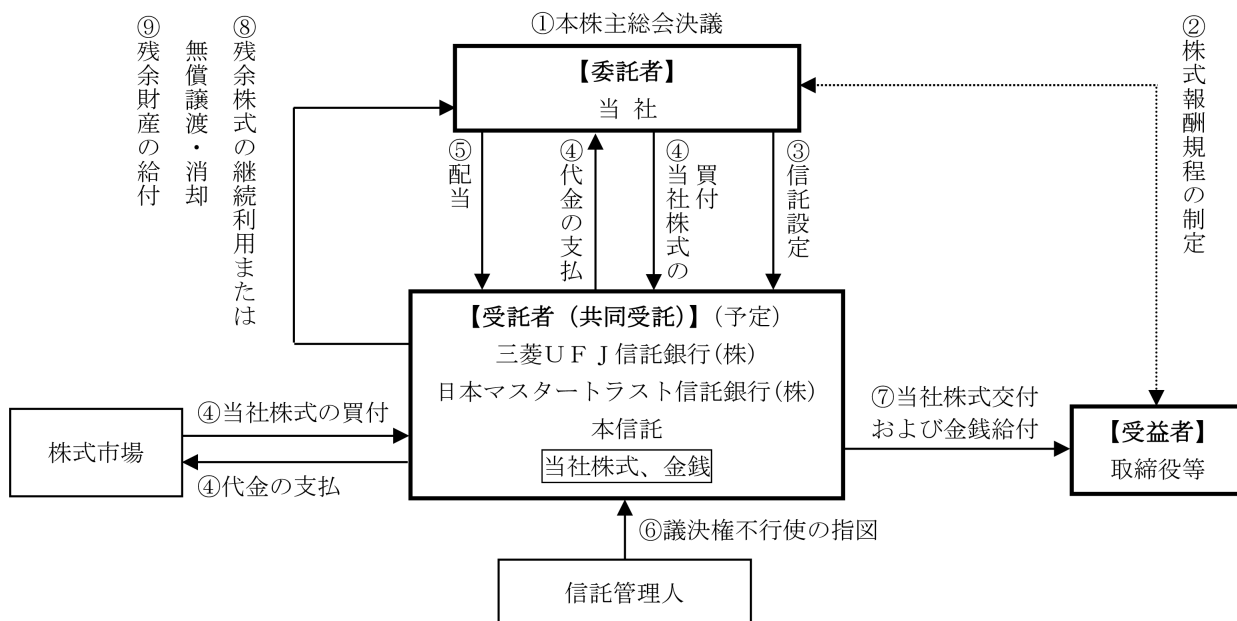 ①本株主総会決議
【委託者】
当 社
②株式報酬規程の制定
⑨残余財産の給付
⑧残余株式の継続利用または
無償譲渡・消却
⑤配当
④代金の支払
④当社株式の
買付
③信託設定
【受託者（共同受託）】(予定)
三菱ＵＦＪ信託銀行(株)
日本マスタートラスト信託銀行(株)
本信託
当社株式、金銭
株式市場
④当社株式の買付
④代金の支払
⑦当社株式交付
および金銭給付
【受益者】
取締役等
⑥議決権不行使の指図
信託管理人